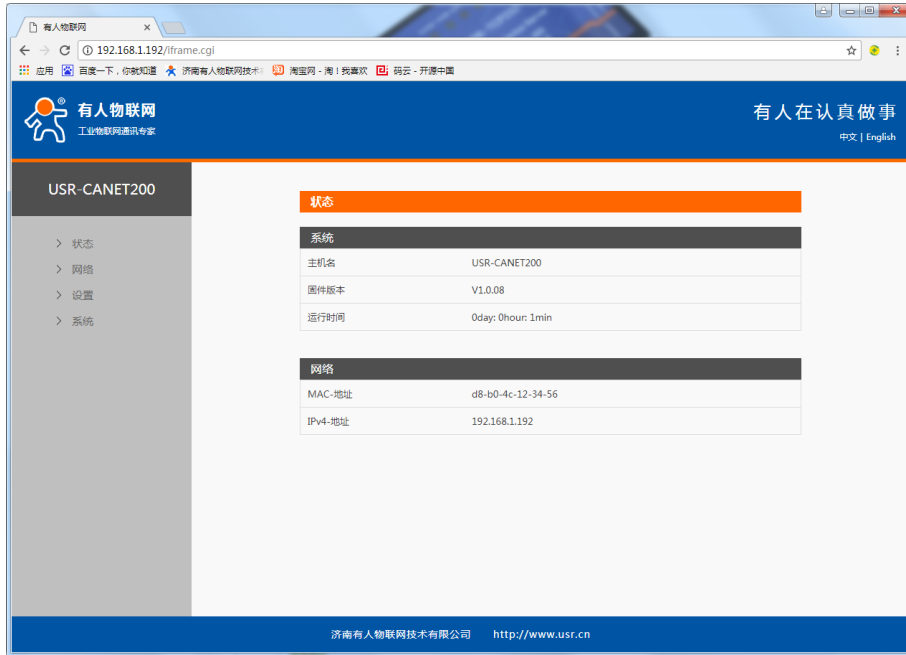 有人物联网
192.168.1.192/iframe.cgi
应用 百度一下，你就知道 济南有人物联网技术有 淘宝网 - 淘！我喜欢 码云 - 开源中国
有人物联网
工业物联网通讯专家
有人在认真做事
中文 | English
USR-CANET200
状态
网络
设置
系统
状态
系统
主机名 USR-CANET200
固件版本 V1.0.08
运行时间 0day: 0hour: 1min
网络
MAC-地址 d8-b0-4c-12-34-56
IPv4-地址 192.168.1.192
济南有人物联网技术有限公司 http://www.usr.cn